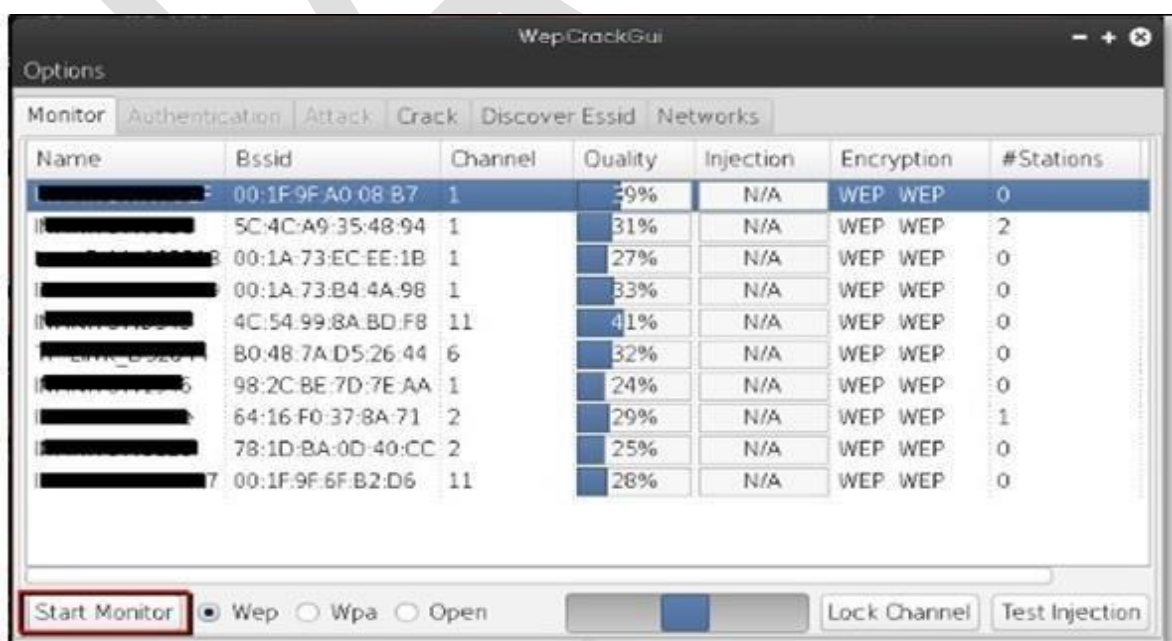 WepCrackGui
Options
Monitor Authentication Attack Crack Discover Essid Networks
Name Bssid Channel Quality Injection Encryption #Stations
00:1F:9F:A0:08:B7 1 39% N/A WEP WEP 0
5C:4C:A9:35:48:94 1 31% N/A WEP WEP 2
00:1A:73:EC:EE:1B 1 27% N/A WEP WEP 0
00:1A:73:B4:4A:98 1 33% N/A WEP WEP 0
4C:54:99:8A:BD:F8 11 41% N/A WEP WEP 0
B0:48:7A:D5:26:44 6 32% N/A WEP WEP 0
98:2C:BE:7D:7E:AA 1 24% N/A WEP WEP 0
64:16:F0:37:8A:71 2 29% N/A WEP WEP 1
78:1D:BA:0D:40:CC 2 25% N/A WEP WEP 0
00:1F:9F:6F:B2:D6 11 28% N/A WEP WEP 0
Start Monitor Wep Wpa Open Lock Channel Test Injection